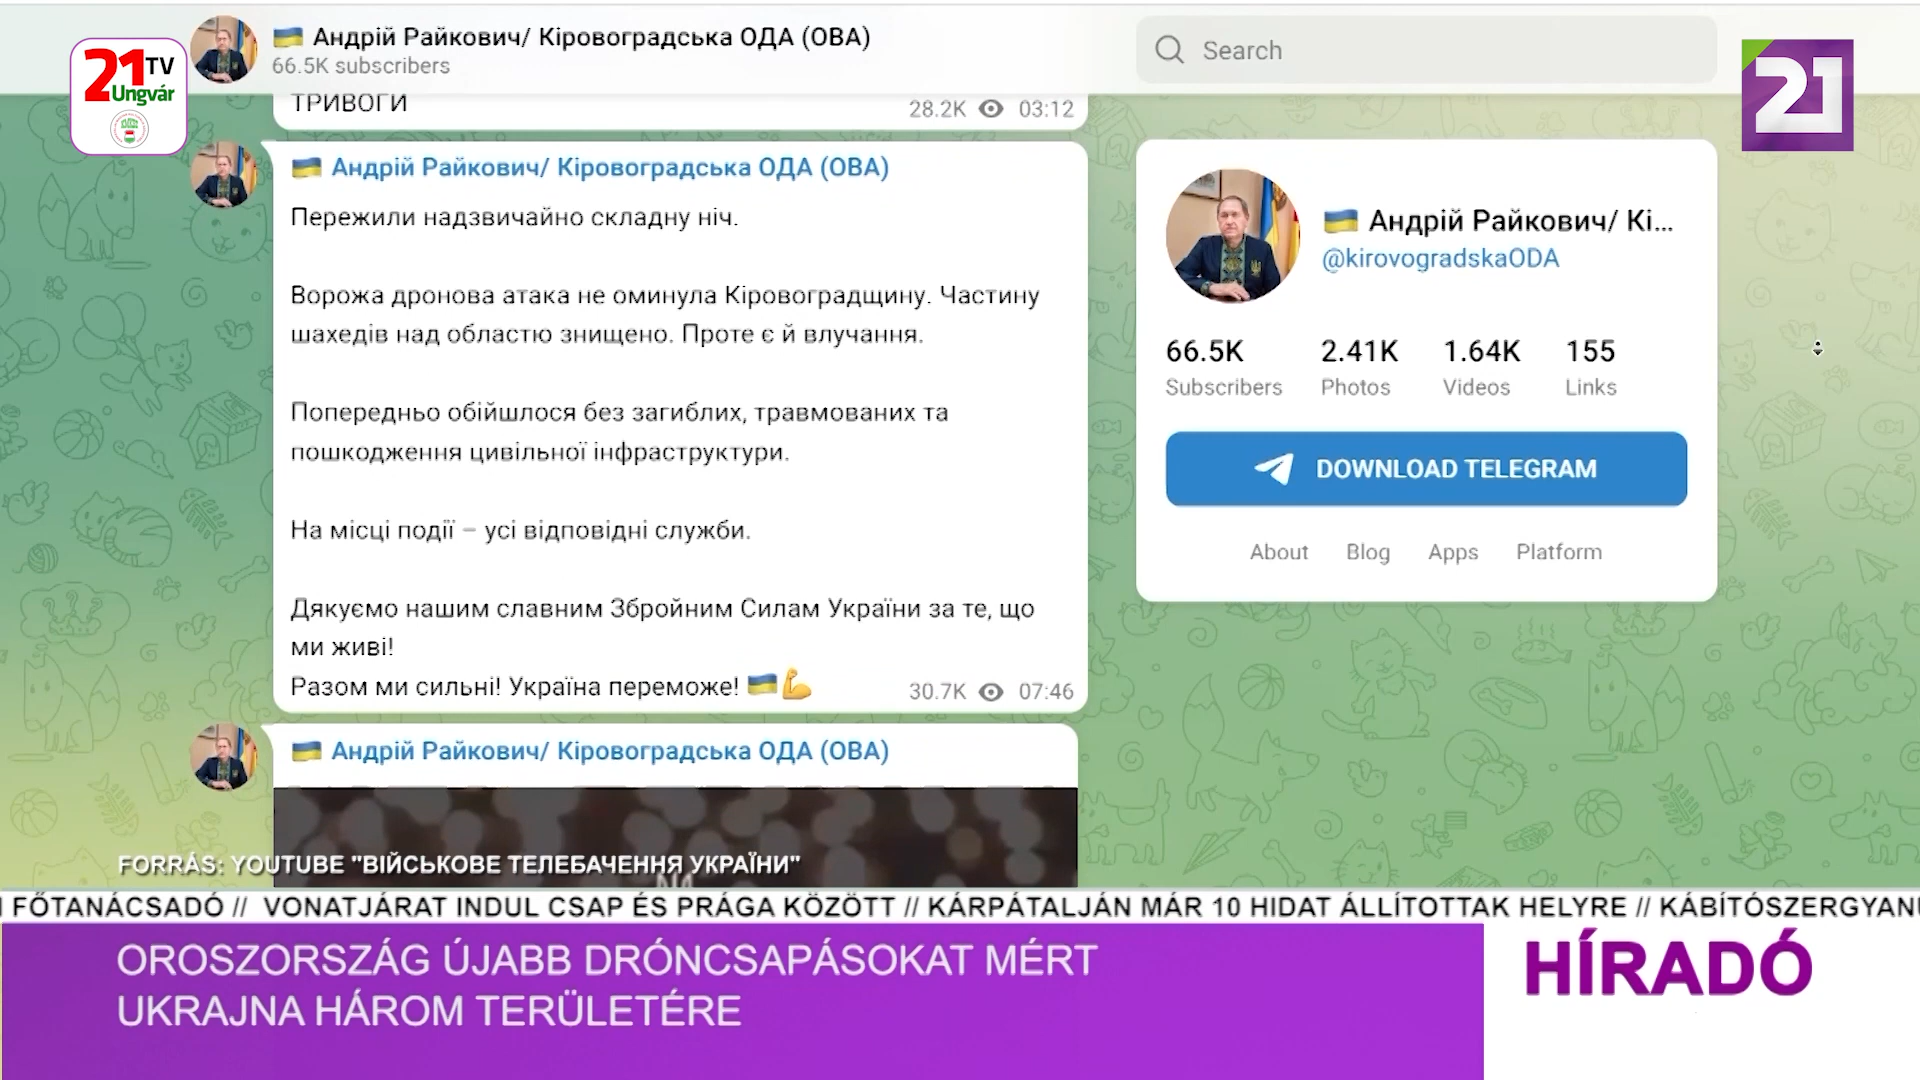 21 TV
Ungvár
Андрій Райкович/ Кіровоградська ОДА (ОВА)
66.5K subscribers
Search
21
ТРИВОГИ
28.2K 03:12
Андрій Райкович/ Кіровоградська ОДА (ОВА)
Пережили надзвичайно складну ніч.
Ворожа дронова атака не оминула Кіровоградщину. Частину
шахедів над областю знищено. Проте є й влучання.
Попередньо обійшлося без загиблих, травмованих та
пошкодження цивільної інфраструктури.
На місці події – усі відповідні служби.
Дякуємо нашим славним Збройним Силам України за те, що
ми живі!
Разом ми сильні! Україна переможе!
30.7K 07:46
Андрій Райкович/ Кіровоградська ОДА (ОВА)
Андрій Райкович/ Кі...
@kirovogradskaODA
66.5K 2.41K 1.64K 155
Subscribers Photos Videos Links
DOWNLOAD TELEGRAM
About Blog Apps Platform
FORRÁS: YOUTUBE "ВІЙСЬКОВЕ ТЕЛЕБАЧЕННЯ УКРАЇНИ"
FŐTANÁCSADÓ // VONATJÁRAT INDUL CSAP ÉS PRÁGA KÖZÖTT // KÁRPÁTALJÁN MÁR 10 HIDAT ÁLLÍTOTTAK HELYRE // KÁBÍTÓSZERGYANÚ
OROSZORSZÁG ÚJABB DRÓNCSAPÁSOKAT MÉRT
UKRAJNA HÁROM TERÜLETÉRE
HÍRADÓ